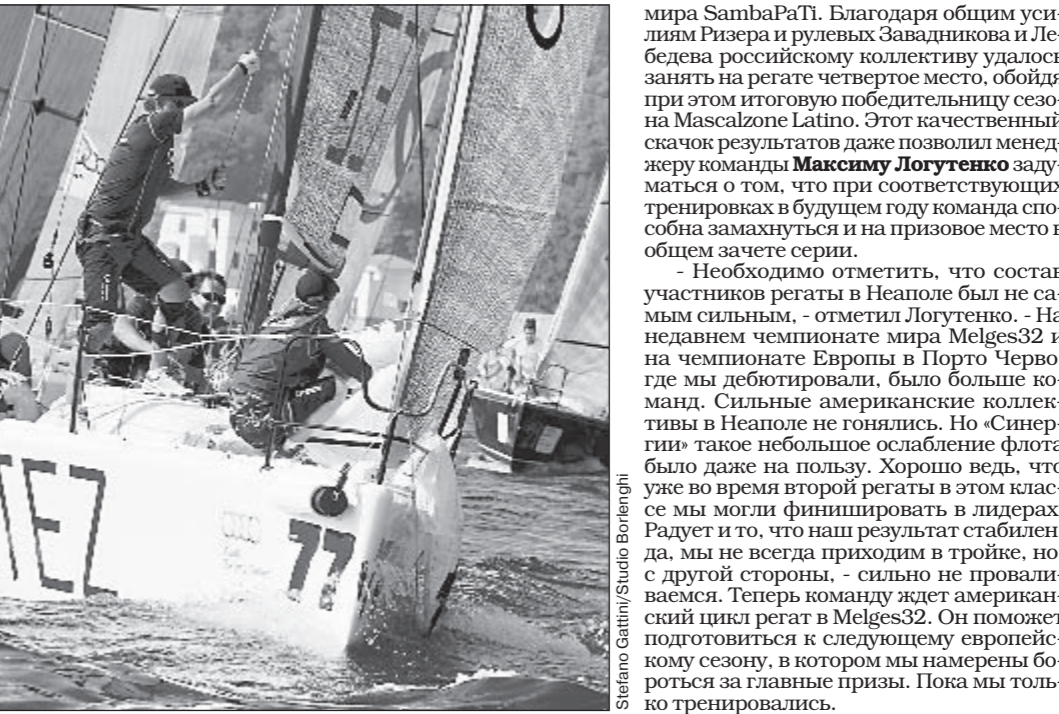 мира SambaPaTi. Благодаря общим уси-
лиям Ризера и рулевых Завадникова и Ле-
бедева российскому коллективу удалось
занять на регате четвертое место, обойдя
при этом итоговую победительницу сезо-
на Mascalzone Latino. Этот качественный
скачок результатов даже позволил менед-
жеру команды Максиму Логутенко заду-
маться о том, что при соответствующих
тренировках в будущем году команда спо-
собна замахнуться и на призовое место в
общем зачете серии.
- Необходимо отметить, что состав
участников регаты в Неаполе был не са-
мым сильным, - отметил Логутенко. - На
недавнем чемпионате мира Melges32 и
на чемпионате Европы в Порто Черво,
где мы дебютировали, было больше ко-
манд. Сильные американские коллек-
тивы в Неаполе не гонялись. Но «Синер-
гии» такое небольшое ослабление флота
было даже на пользу. Хорошо ведь, что
уже во время второй регаты в этом клас-
се мы могли финишировать в лидерах.
Радует и то, что наш результат стабилен:
да, мы не всегда приходим в тройке, но,
с другой стороны, - сильно не провали-
ваемся. Теперь команду ждет американ-
ский цикл регат в Melges32. Он поможет
подготовиться к следующему европейс-
кому сезону, в котором мы намерены бо-
роться за главные призы. Пока мы толь-
ко тренировались.
Stefano Gattini/Studio Borlenghi
77